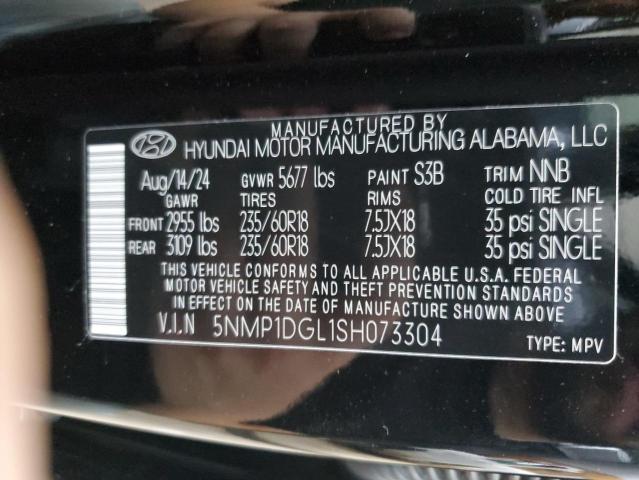 MANUFACTURED BY
HYUNDAI MOTOR MANUFACTURING ALABAMA, LLC
Aug/14/24 GVWR 5677 lbs PAINT S3B TRIM NNB
GAWR TIRES RIMS COLD TIRE INFL
FRONT 2955 lbs 235/60R18 7.5JX18 35 psi SINGLE
REAR 3109 lbs 235/60R18 7.5JX18 35 psi SINGLE
THIS VEHICLE CONFORMS TO ALL APPLICABLE U.S.A. FEDERAL
MOTOR VEHICLE SAFETY AND THEFT PREVENTION STANDARDS
IN EFFECT ON THE DATE OF MANUFACTURE SHOWN ABOVE
V.I.N 5NMP1DGL1SH073304
TYPE: MPV